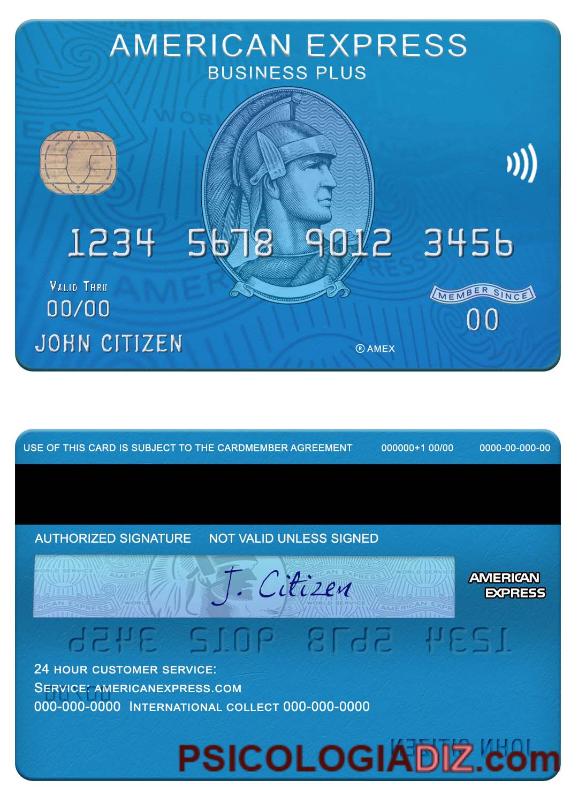 AMERICAN EXPRESS
BUSINESS PLUS
1234 5678 9012 3456
VALID THRU
00/00
MEMBER SINCE
00
JOHN CITIZEN
® AMEX
USE OF THIS CARD IS SUBJECT TO THE CARDMEMBER AGREEMENT 000000+1 00/00 0000-00-000-00
AUTHORIZED SIGNATURE NOT VALID UNLESS SIGNED
J. Citizen
AMERICAN
EXPRESS
24 HOUR CUSTOMER SERVICE:
SERVICE: AMERICANEXPRESS.COM
000-000-0000 INTERNATIONAL COLLECT 000-000-0000
PSICOLOGIADIZ.com